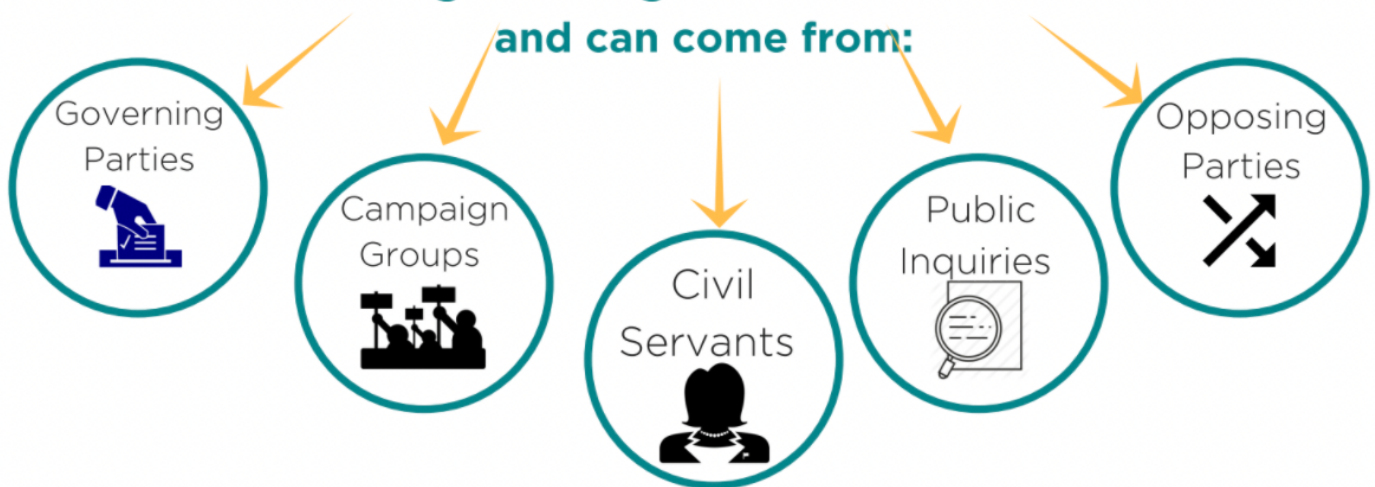 and can come from:
Governing
Parties
Campaign
Groups
Civil
Servants
Public
Inquiries
Opposing
Parties